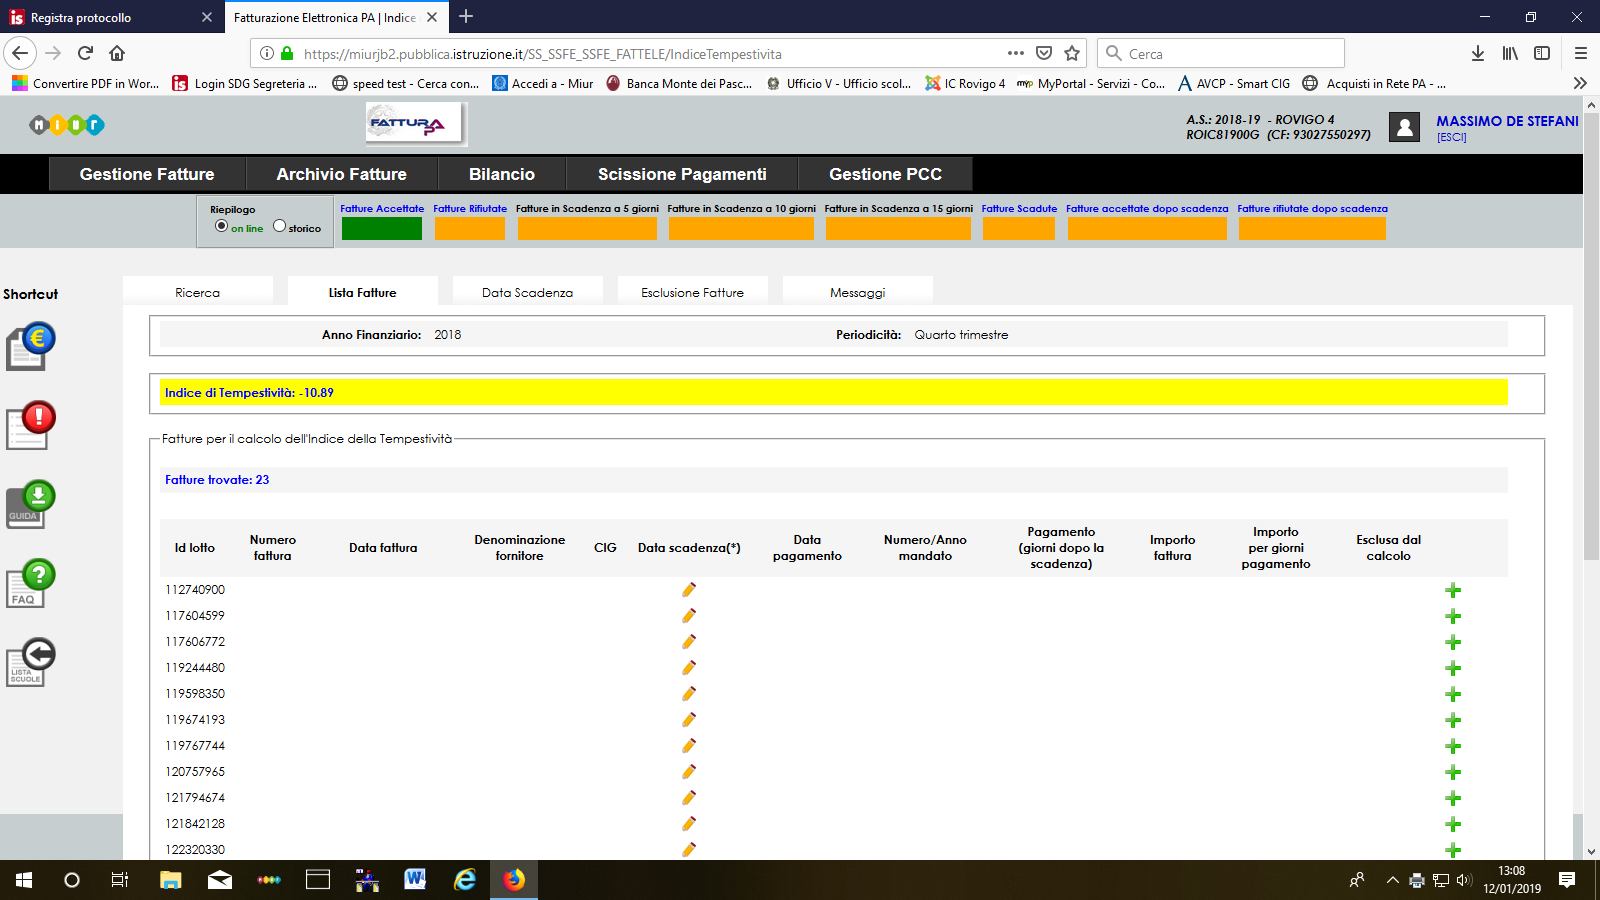 Registra protocollo
Fatturazione Elettronica PA | Indice
https://miurjb2.pubblica.istruzione.it/SS_SSFE_SSFE_FATTELE/IndiceTempestivita
Cerca
Convertire PDF in Wor...
Login SDG Segreteria ...
speed test - Cerca con...
Accedi a - Miur
Banca Monte dei Pasc...
Ufficio V - Ufficio scol...
IC Rovigo 4
myp MyPortal - Servizi - Co...
AVCP - Smart CIG
Acquisti in Rete PA - ...
miur
FATTURA PA
A.S.: 2018-19 - ROVIGO 4
ROIC81900G (CF: 93027550297)
MASSIMO DE STEFANI
[ESCI]
Gestione Fatture
Archivio Fatture
Bilancio
Scissione Pagamenti
Gestione PCC
Riepilogo
on line
storico
Fatture Accettate
Fatture Rifiutate
Fatture in Scadenza a 5 giorni
Fatture in Scadenza a 10 giorni
Fatture in Scadenza a 15 giorni
Fatture Scadute
Fatture accettate dopo scadenza
Fatture rifiutate dopo scadenza
Shortcut
GUIDA
FAQ
LISTA SCUOLE
Ricerca
Lista Fatture
Data Scadenza
Esclusione Fatture
Messaggi
Anno Finanziario: 2018
Periodicità: Quarto trimestre
Indice di Tempestività: -10.89
Fatture per il calcolo dell'Indice della Tempestività
Fatture trovate: 23
Id lotto
Numero fattura
Data fattura
Denominazione fornitore
CIG
Data scadenza(*)
Data pagamento
Numero/Anno mandato
Pagamento (giorni dopo la scadenza)
Importo fattura
Importo per giorni pagamento
Esclusa dal calcolo
112740900
117604599
117606772
119244480
119598350
119674193
119767744
120757965
121794674
121842128
122320330
13:08
12/01/2019